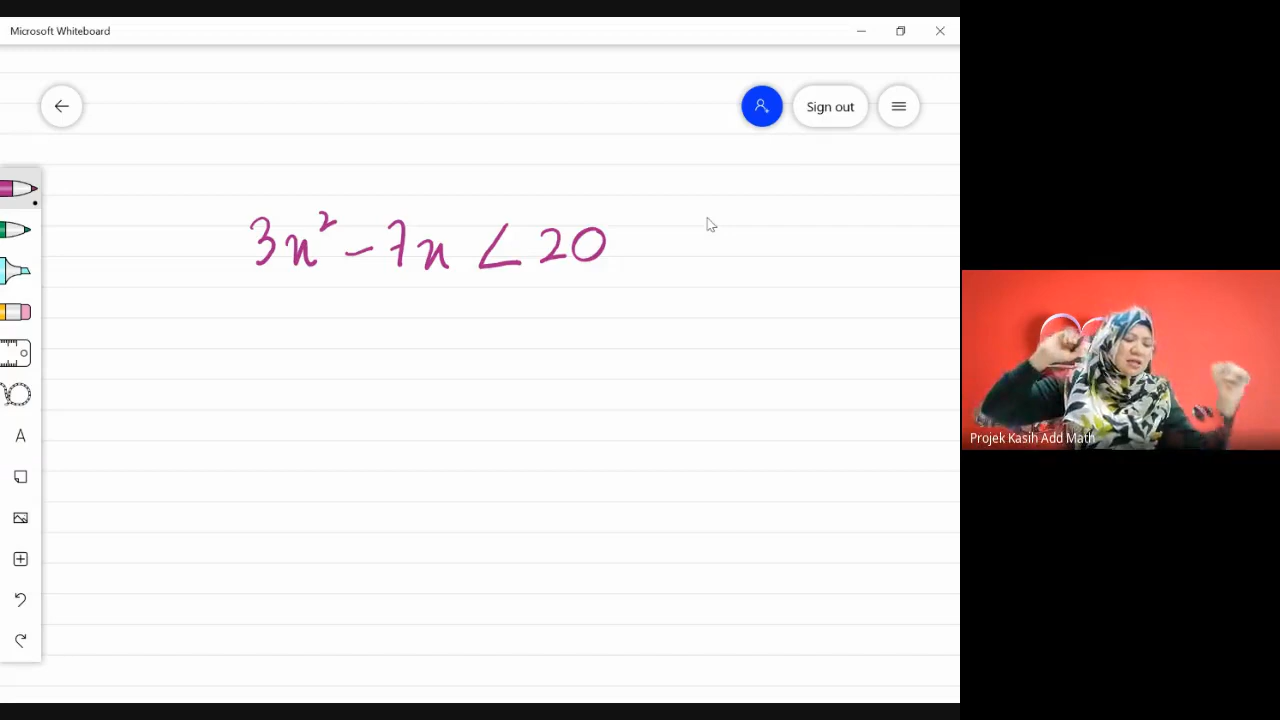 Microsoft Whiteboard
Sign out
3x² - 7x < 20
A
Projek Kasih Add Math